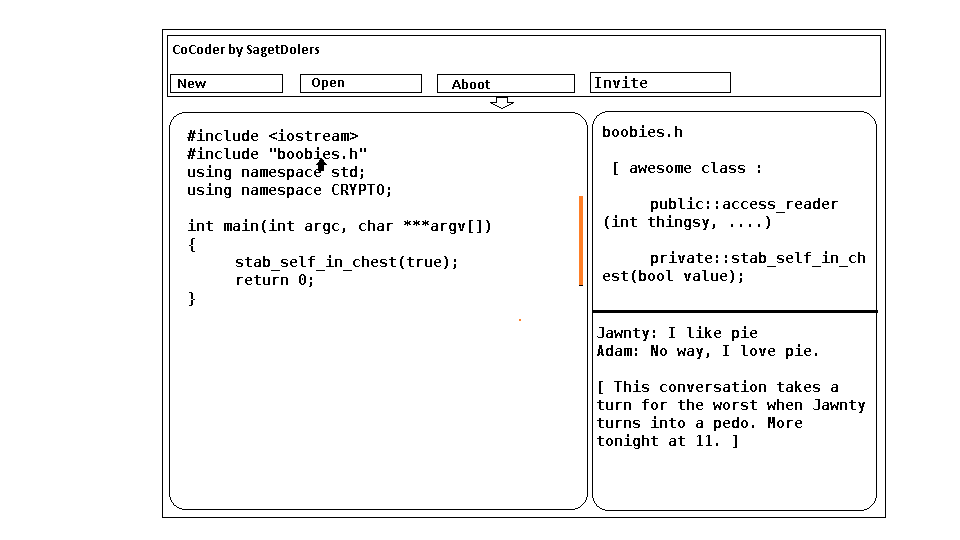 CoCoder by SagetDolers
New
Open
Aboot
Invite
#include <iostream>
#include "boobies.h"
using namespace std;
using namespace CRYPTO;
int main(int argc, char ***argv[])
{
stab_self_in_chest(true);
return 0;
}
boobies.h
[ awesome class :
public::access_reader
(int thingsy, ....)
private::stab_self_in_ch
est(bool value);
Jawnty: I like pie
Adam: No way, I love pie.
[ This conversation takes a
turn for the worst when Jawnty
turns into a pedo. More
tonight at 11. ]